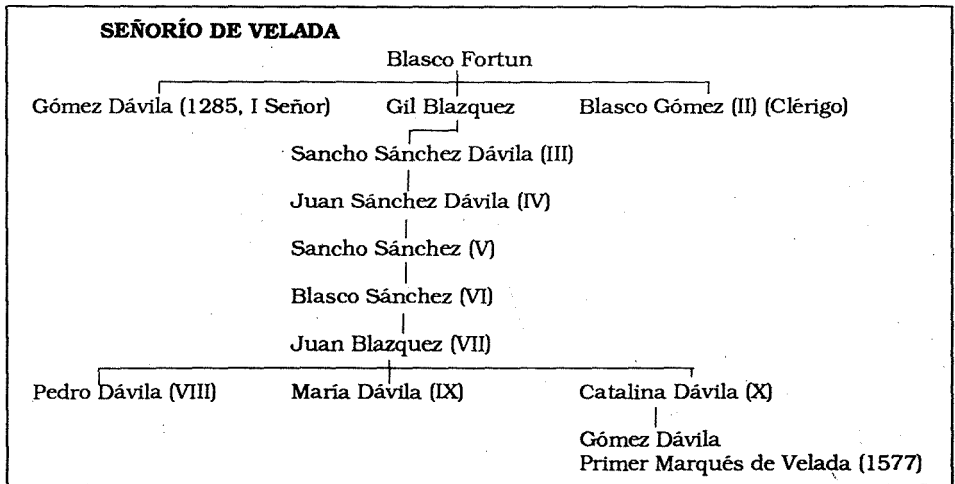 SEÑORÍO DE VELADA
Blasco Fortun
Gómez Dávila (1285, I Señor) Gil Blazquez Blasco Gómez (II) (Clérigo)
Sancho Sánchez Dávila (III)
Juan Sánchez Dávila (IV)
Sancho Sánchez (V)
Blasco Sánchez (VI)
Juan Blazquez (VII)
Pedro Dávila (VIII) María Dávila (IX) Catalina Dávila (X)
Gómez Dávila
Primer Marqués de Velada (1577)